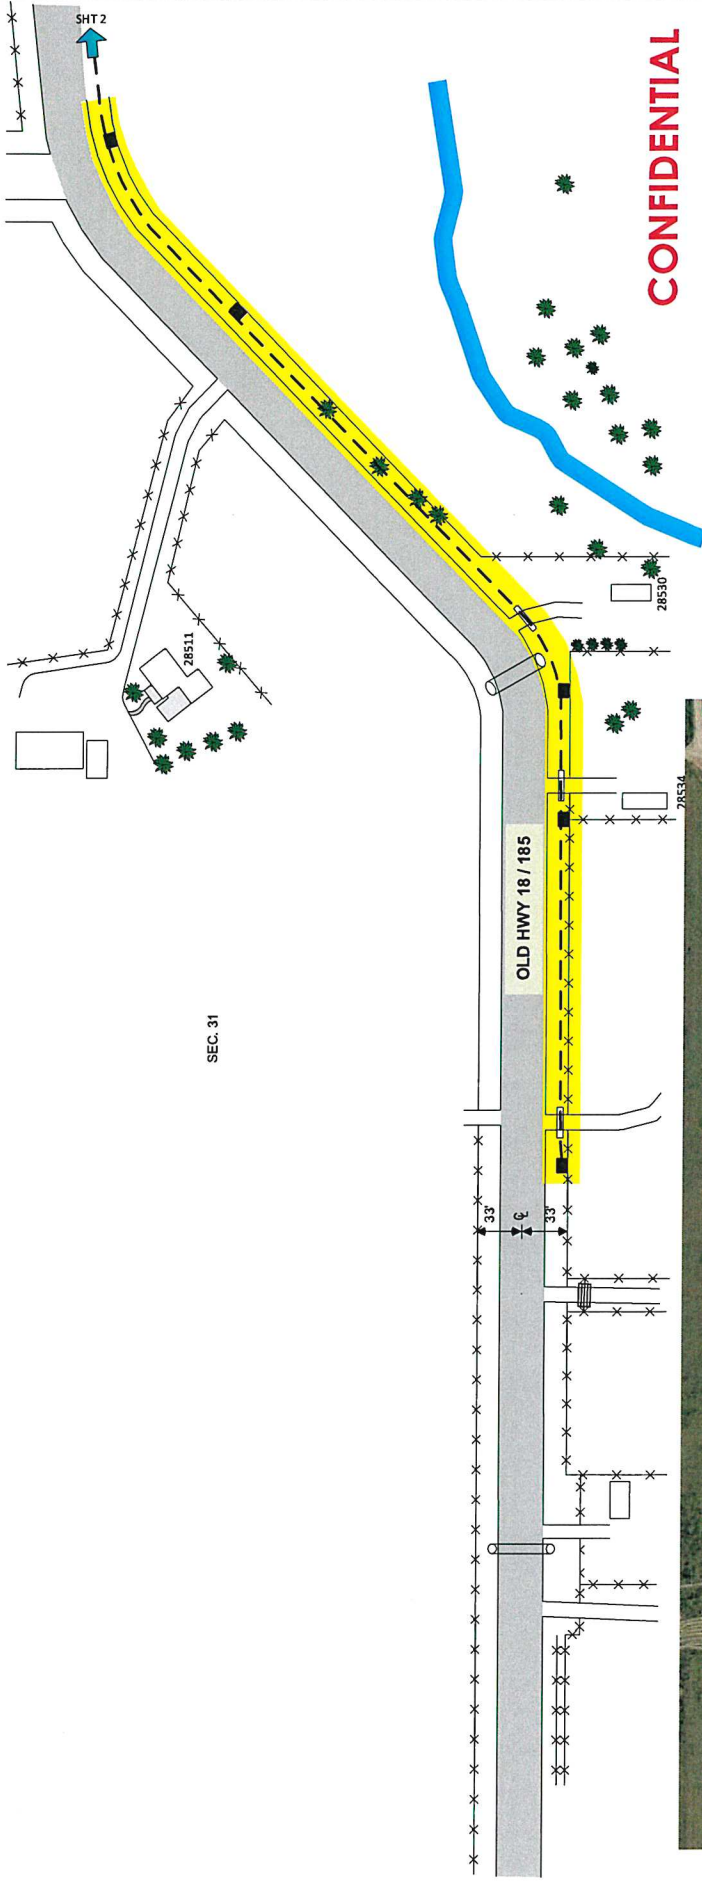 SHT 2
CONFIDENTIAL
28511
28530
28534
OLD HWY 18 / 185
SEC. 31
33'
℄
33'